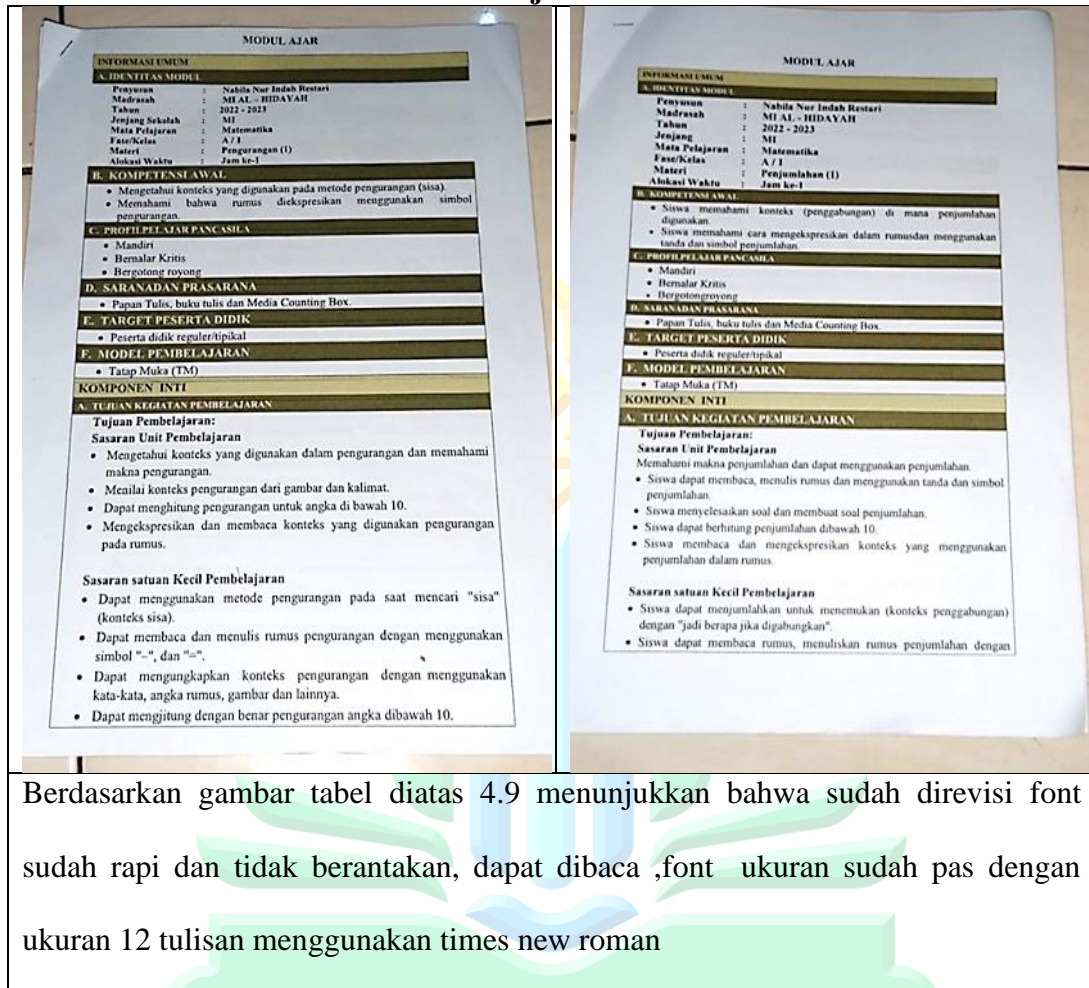 MODUL AJAR
INFORMASI UMUM
A. IDENTITAS MODUL
Penyusun : Nabila Nur Indah Restari
Madrasah : MI AL – HIDAYAH
Tahun : 2022 - 2023
Jenjang Sekolah : MI
Mata Pelajaran : Matematika
Fase/Kelas : A / I
Materi : Pengurangan (1)
Alokasi Waktu : Jam ke-1
B. KOMPETENSI AWAL
• Mengetahui konteks yang digunakan pada metode pengurangan (sisa).
• Memahami bahwa rumus diekspresikan menggunakan simbol
pengurangan.
C. PROFILPELAJAR PANCASILA
• Mandiri
• Bernalar Kritis
• Bergotong royong
D. SARANADAN PRASARANA
• Papan Tulis, buku tulis dan Media Counting Box.
E. TARGET PESERTA DIDIK
• Peserta didik reguler/tipikal
F. MODEL PEMBELAJARAN
• Tatap Muka (TM)
KOMPONEN INTI
A. TUJUAN KEGIATAN PEMBELAJARAN
Tujuan Pembelajaran:
Sasaran Unit Pembelajaran
• Mengetahui konteks yang digunakan dalam pengurangan dan memahami
makna pengurangan.
• Menilai konteks pengurangan dari gambar dan kalimat.
• Dapat menghitung pengurangan untuk angka di bawah 10.
• Mengekspresikan dan membaca konteks yang digunakan pengurangan
pada rumus.
Sasaran satuan Kecil Pembelajaran
• Dapat menggunakan metode pengurangan pada saat mencari "sisa"
(konteks sisa).
• Dapat membaca dan menulis rumus pengurangan dengan menggunakan
simbol "–", dan "=".
• Dapat mengungkapkan konteks pengurangan dengan menggunakan
kata-kata, angka rumus, gambar dan lainnya.
• Dapat mengjitung dengan benar pengurangan angka dibawah 10.
MODUL AJAR
INFORMASI UMUM
A. IDENTITAS MODUL
Penyusun : Nabila Nur Indah Restari
Madrasah : MI AL - HIDAYAH
Tahun : 2022 - 2023
Jenjang : MI
Mata Pelajaran : Matematika
Fase/Kelas : A / I
Materi : Penjumlahan (1)
Alokasi Waktu : Jam ke-1
B. KOMPETENSI AWAL
• Siswa memahami konteks (penggabungan) di mana penjumlahan
digunakan.
• Siswa memahami cara mengekspresikan dalam rumusdan menggunakan
tanda dan simbol penjumlahan.
C. PROFILPELAJAR PANCASILA
• Mandiri
• Bernalar Kritis
• Bergotongroyong
D. SARANADAN PRASARANA
• Papan Tulis, buku tulis dan Media Counting Box.
E. TARGET PESERTA DIDIK
• Peserta didik reguler/tipikal
F. MODEL PEMBELAJARAN
• Tatap Muka (TM)
KOMPONEN INTI
A. TUJUAN KEGIATAN PEMBELAJARAN
Tujuan Pembelajaran:
Sasaran Unit Pembelajaran
Memahami makna penjumlahan dan dapat menggunakan penjumlahan.
• Siswa dapat membaca, menulis rumus dan menggunakan tanda dan simbol
penjumlahan.
• Siswa menyelesaikan soal dan membuat soal penjumlahan.
• Siswa dapat berhitung penjumlahan dibawah 10.
• Siswa membaca dan mengekspresikan konteks yang menggunakan
penjumlahan dalam rumus.
Sasaran satuan Kecil Pembelajaran
• Siswa dapat menjumlahkan untuk menemukan (konteks penggabungan)
dengan "jadi berapa jika digabungkan".
• Siswa dapat membaca rumus, menuliskan rumus penjumlahan dengan
Berdasarkan gambar tabel diatas 4.9 menunjukkan bahwa sudah direvisi font
sudah rapi dan tidak berantakan, dapat dibaca ,font ukuran sudah pas dengan
ukuran 12 tulisan menggunakan times new roman